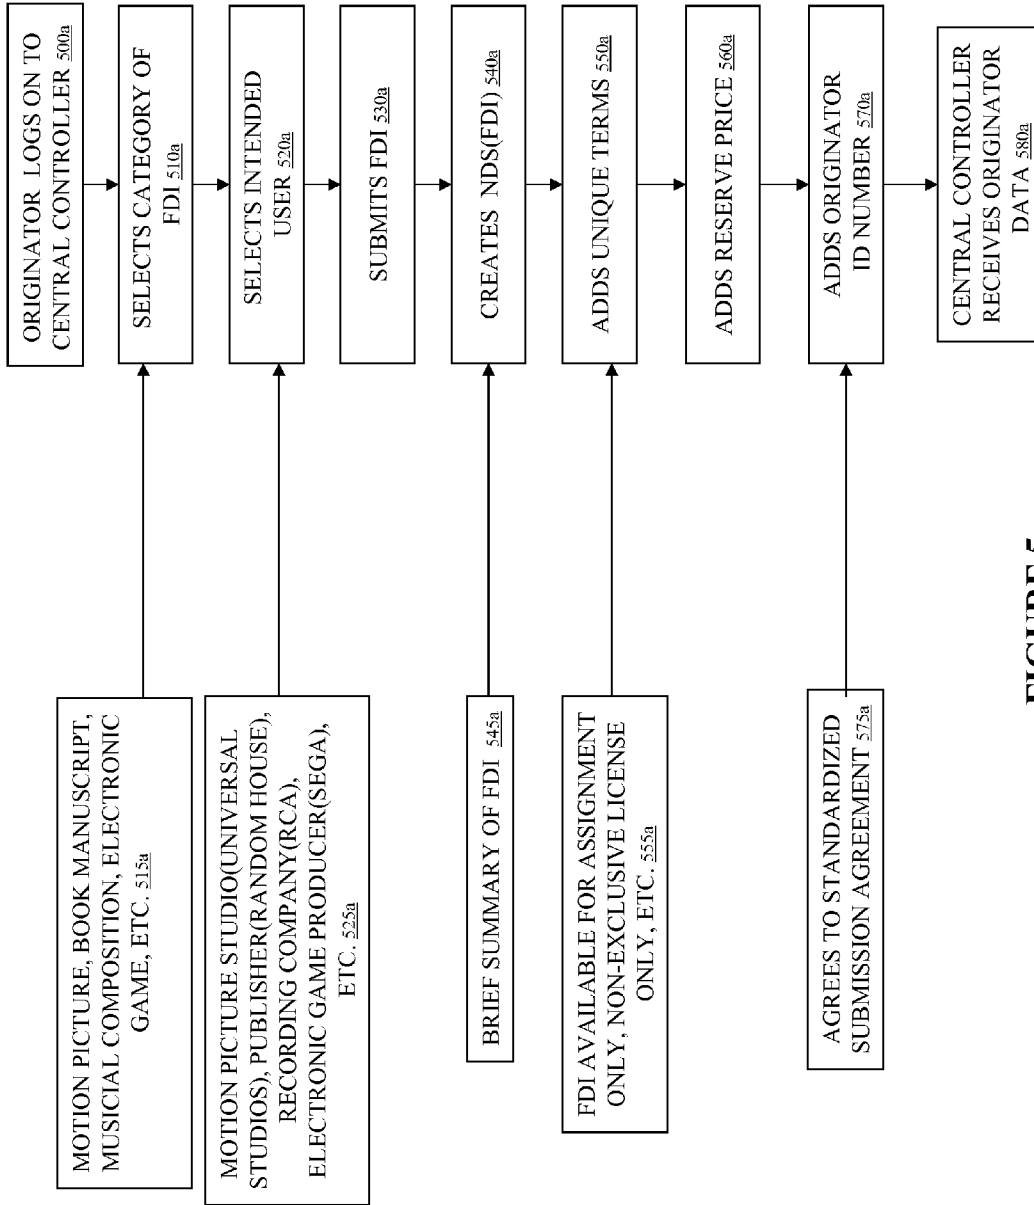 ORIGINATOR LOGS ON TO
CENTRAL CONTROLLER 500a
SELECTS CATEGORY OF
FDI 510a
SELECTS INTENDED
USER 520a
SUBMITS FDI 530a
CREATES NDS(FDI) 540a
ADDS UNIQUE TERMS 550a
ADDS RESERVE PRICE 560a
ADDS ORIGINATOR
ID NUMBER 570a
CENTRAL CONTROLLER
RECEIVES ORIGINATOR
DATA 580a
MOTION PICTURE, BOOK MANUSCRIPT,
MUSICIAL COMPOSITION, ELECTRONIC
GAME, ETC. 515a
MOTION PICTURE STUDIO(UNIVERSAL
STUDIOS), PUBLISHER(RANDOM HOUSE),
RECORDING COMPANY(RCA),
ELECTRONIC GAME PRODUCER(SEGA),
ETC. 525a
BRIEF SUMMARY OF FDI 545a
FDI AVAILABLE FOR ASSIGNMENT
ONLY, NON-EXCLUSIVE LICENSE
ONLY, ETC. 555a
AGREES TO STANDARDIZED
SUBMISSION AGREEMENT 575a
FIGURE 5